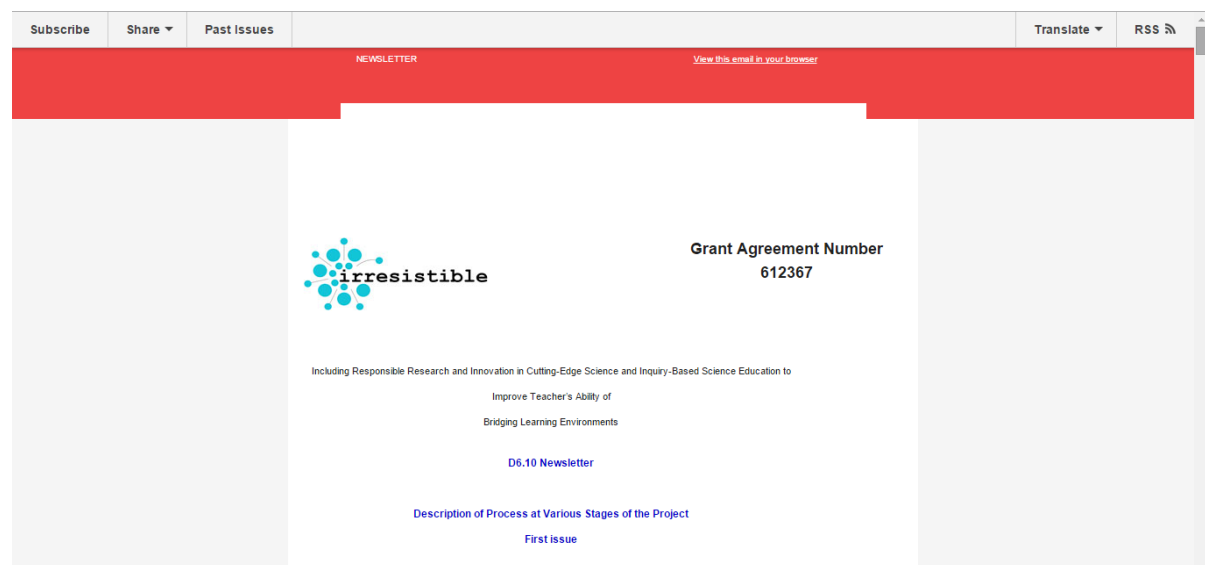 Subscribe Share Past Issues Translate RSS
NEWSLETTER View this email in your browser
Grant Agreement Number
612367
irresistible
Including Responsible Research and Innovation in Cutting-Edge Science and Inquiry-Based Science Education to
Improve Teacher's Ability of
Bridging Learning Environments
D6.10 Newsletter
Description of Process at Various Stages of the Project
First issue